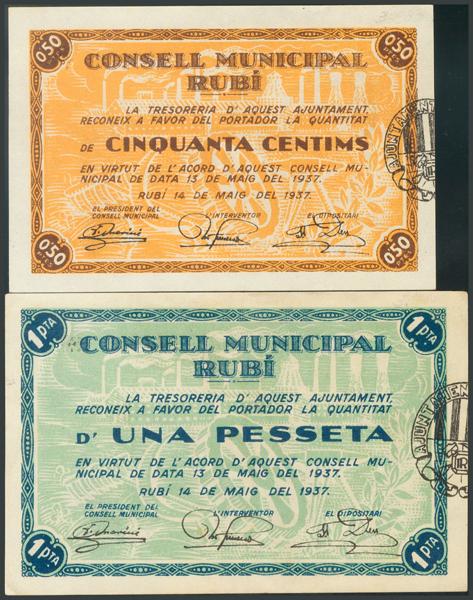 0'50 PTES
0'50 PTES
CONSELL MUNICIPAL
RUBÍ
LA TRESORERIA D'AQUEST AJUNTAMENT,
RECONEIX A FAVOR DEL PORTADOR LA QUANTITAT
DE CINQUANTA CENTIMS
EN VIRTUT DE L'ACORD D'AQUEST CONSELL MU-
NICIPAL DE DATA 13 DE MAIG DEL 1937.
RUBÍ 14 DE MAIG DEL 1937.
EL PRESIDENT DEL
CONSELL MUNICIPAL
L'INTERVENTOR
EL DIPOSITARI
0'50 PTES
0'50 PTES
1 PTA
1 PTA
CONSELL MUNICIPAL
RUBÍ
LA TRESORERIA D'AQUEST AJUNTAMENT,
RECONEIX A FAVOR DEL PORTADOR LA QUANTITAT
D' UNA PESSETA
EN VIRTUT DE L'ACORD D'AQUEST CONSELL MU-
NICIPAL DE DATA 13 DE MAIG DEL 1937.
RUBÍ 14 DE MAIG DEL 1937.
EL PRESIDENT DEL
CONSELL MUNICIPAL
L'INTERVENTOR
EL DIPOSITARI
1 PTA
1 PTA